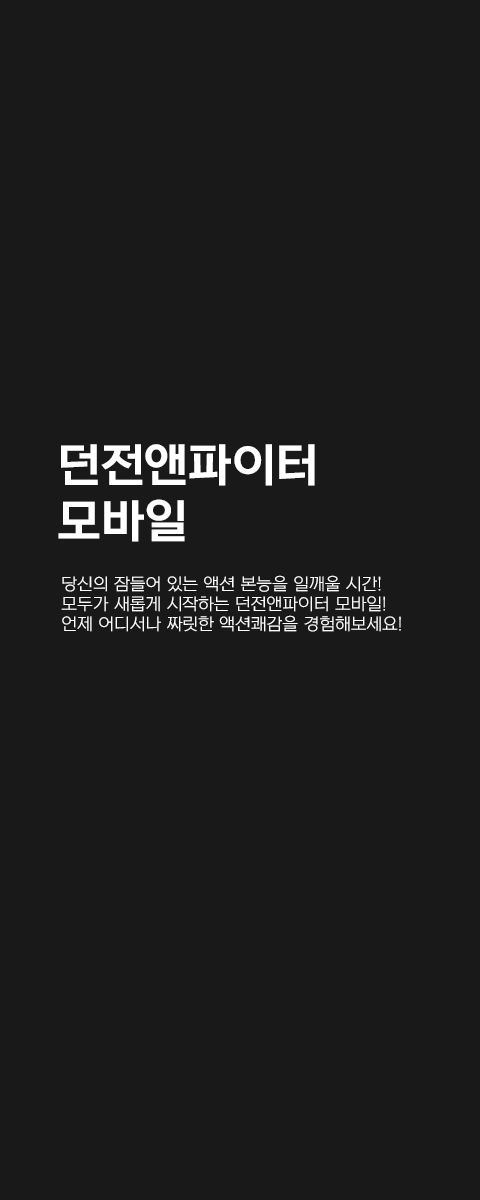 던전앤파이터
모바일
당신의 잠들어 있는 액션 본능을 일깨울 시간!
모두가 새롭게 시작하는 던전앤파이터 모바일!
언제 어디서나 짜릿한 액션쾌감을 경험해보세요!